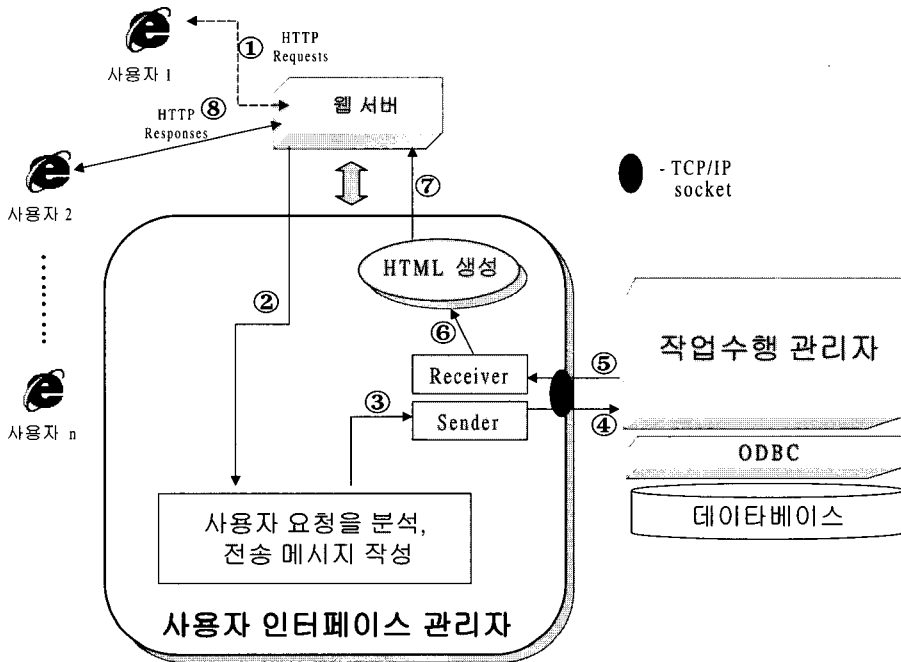 ① HTTP
Requests
사용자 1
웹 서버
HTTP ⑧
Responses
사용자 2
⑦
- TCP/IP
socket
HTML 생성
②
⑥
작업수행 관리자
Receiver
⑤
③
Sender
④
사용자 n
ODBC
데이타베이스
사용자 요청을 분석,
전송 메시지 작성
사용자 인터페이스 관리자